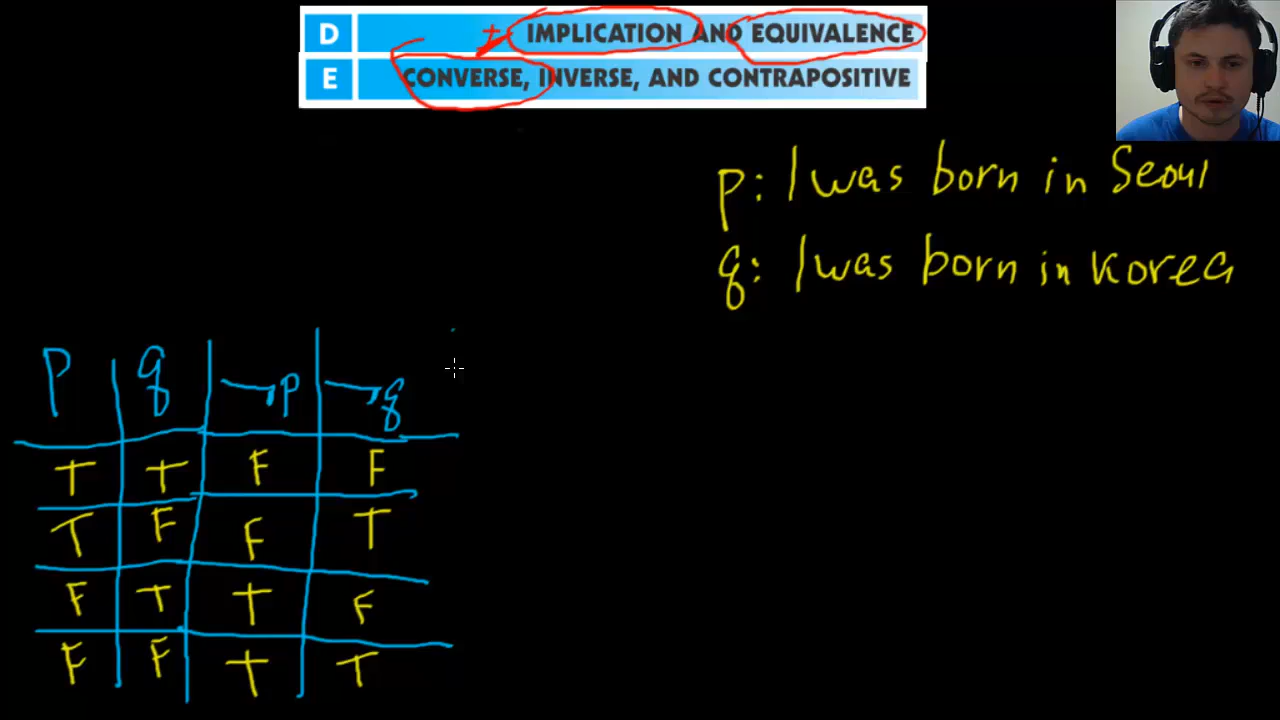 D IMPLICATION AND EQUIVALENCE
E CONVERSE, INVERSE, AND CONTRAPOSITIVE
p: I was born in Seoul
q: I was born in Korea
p q ¬p ¬q
T T F F
T F F T
F T T F
F F T T